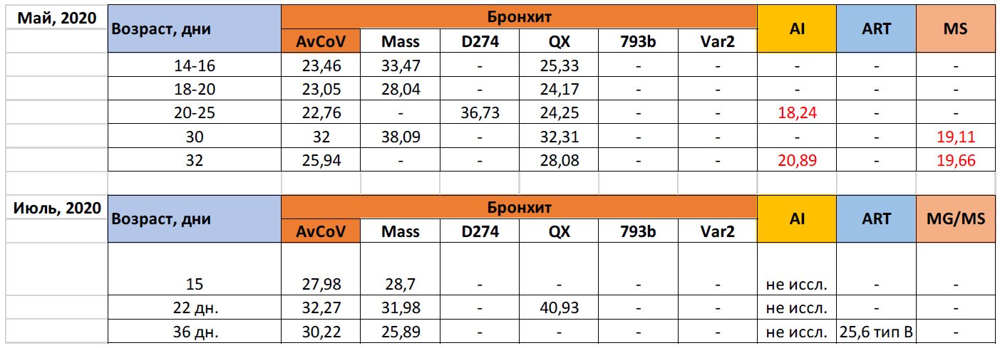 Май, 2020 Возраст, дни Бронхит AI ART MS
AvCoV Mass D274 QX 793b Var2
14-16 23,46 33,47 - 25,33 - - - - -
18-20 23,05 28,04 - 24,17 - - - - -
20-25 22,76 - 36,73 24,25 - - 18,24 - -
30 32 38,09 - 32,31 - - - - 19,11
32 25,94 - - 28,08 - - 20,89 - 19,66
Июль, 2020 Возраст, дни Бронхит AI ART MG/MS
AvCoV Mass D274 QX 793b Var2
15 27,98 28,7 - - - - не иссл. - -
22 дн. 32,27 31,98 - 40,93 - - не иссл. - -
36 дн. 30,22 25,89 - - - - не иссл. 25,6 тип В -